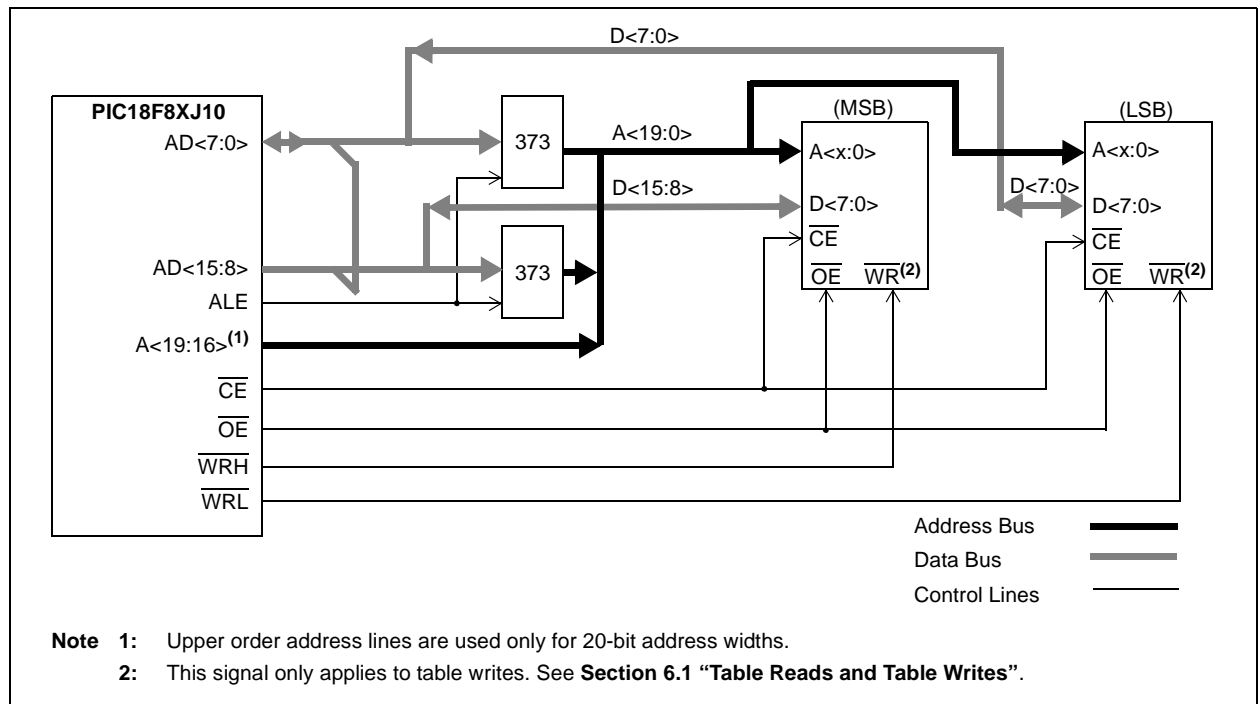 D<7:0>
PIC18F8XJ10
AD<7:0>
373
A<19:0>
(MSB)
A<x:0>
(LSB)
A<x:0>
D<15:8>
D<7:0>
D<7:0>
D<7:0>
CE
CE
AD<15:8>
373
OE
WR(2)
OE
WR(2)
ALE
A<19:16>(1)
CE
OE
WRH
WRL
Address Bus
Data Bus
Control Lines
Note 1: Upper order address lines are used only for 20-bit address widths.
2: This signal only applies to table writes. See Section 6.1 “Table Reads and Table Writes”.